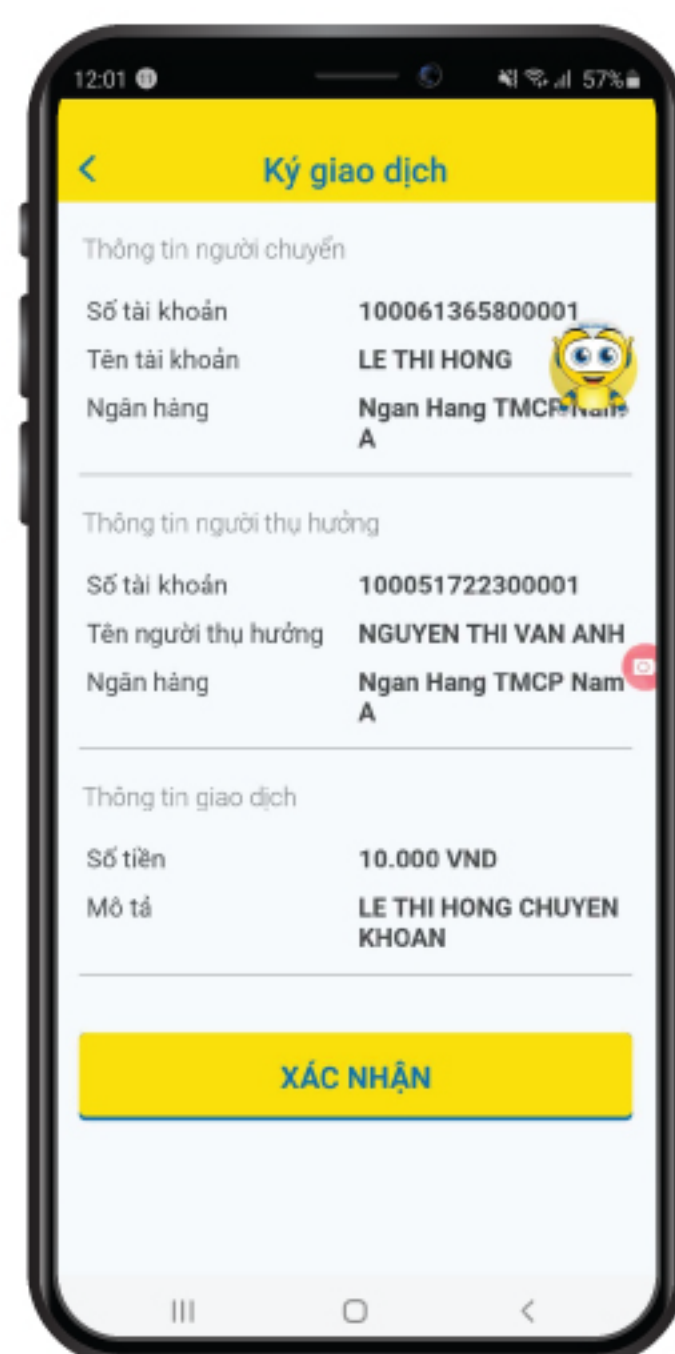 12:01
57%
Ký giao dịch
Thông tin người chuyển
Số tài khoản 100061365800001
Tên tài khoản LE THI HONG
Ngân hàng Ngan Hang TMCP Nam
A
Thông tin người thụ hưởng
Số tài khoản 100051722300001
Tên người thụ hưởng NGUYEN THI VAN ANH
Ngân hàng Ngan Hang TMCP Nam
A
Thông tin giao dịch
Số tiền 10.000 VND
Mô tả LE THI HONG CHUYEN
KHOAN
XÁC NHẬN